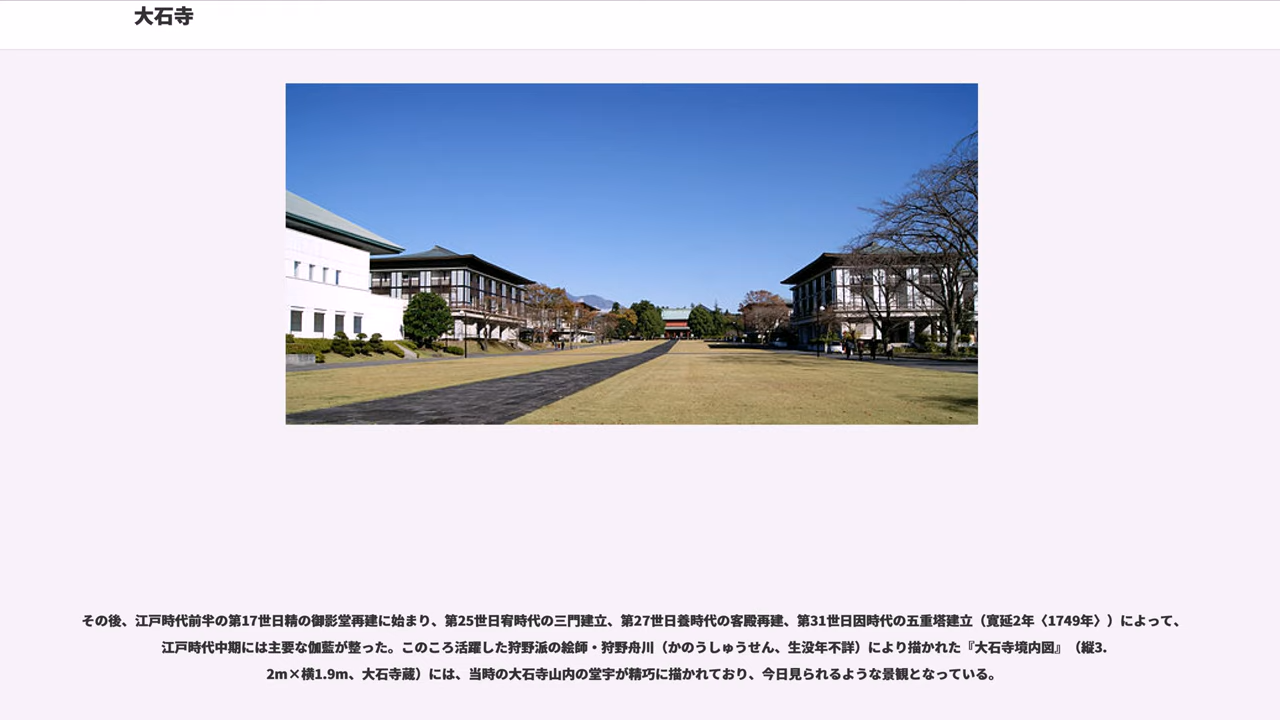 大石寺
その後、江戸時代前半の第17世日精の御影堂再建に始まり、第25世日宥時代の三門建立、第27世日養時代の客殿再建、第31世日因時代の五重塔建立（寛延2年〈1749年〉）によって、
江戸時代中期には主要な伽藍が整った。このころ活躍した狩野派の絵師・狩野舟川（かのうしゅうせん、生没年不詳）により描かれた『大石寺境内図』（縦3.
2m×横1.9m、大石寺蔵）には、当時の大石寺山内の堂宇が精巧に描かれており、今日見られるような景観となっている。